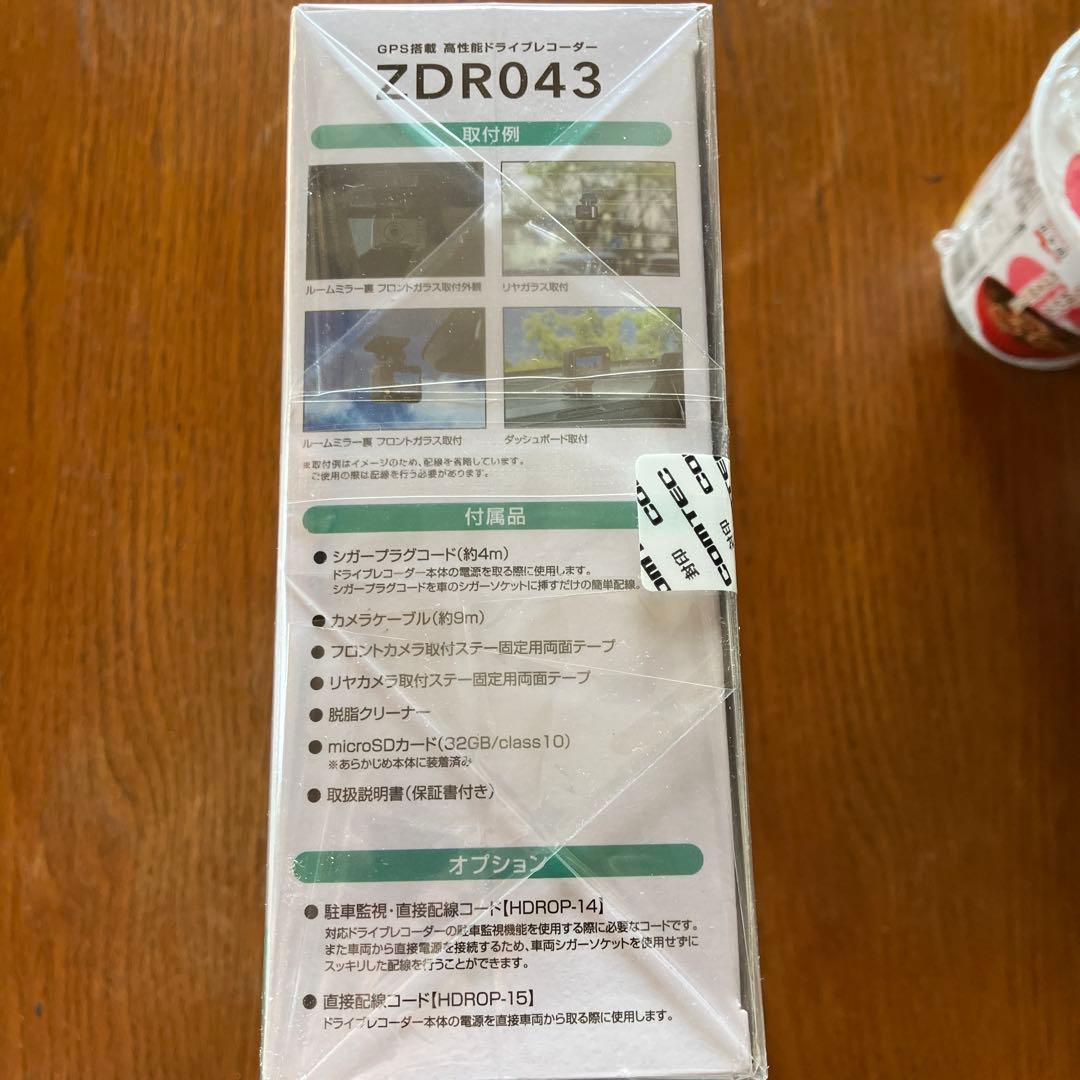 GPS搭載 高性能ドライブレコーダー
ZDR043
取付例
ルームミラー裏 フロントガラス取付外観
リヤガラス取付
ルームミラー裏 フロントガラス取付
ダッシュボード取付
※取付例はイメージのため、配線を省略しています。
ご使用の際は配線を行う必要があります。
付属品
● シガープラグコード(約4m)
ドライブレコーダー本体の電源を取る際に使用します。
シガープラグコードを車のシガーソケットに挿すだけの簡単配線。
● カメラケーブル(約9m)
● フロントカメラ取付ステー固定用両面テープ
● リヤカメラ取付ステー固定用両面テープ
● 脱脂クリーナー
● microSDカード(32GB/class10)
※あらかじめ本体に装着済み
● 取扱説明書(保証書付き)
COMTEC
封印
オプション
● 駐車監視・直接配線コード【HDROP-14】
対応ドライブレコーダーの駐車監視機能を使用する際に必要なコードです。
また車両から直接電源を接続するため、車両シガーソケットを使用せずに
スッキリした配線を行うことができます。
● 直接配線コード【HDROP-15】
ドライブレコーダー本体の電源を直接車両から取る際に使用します。